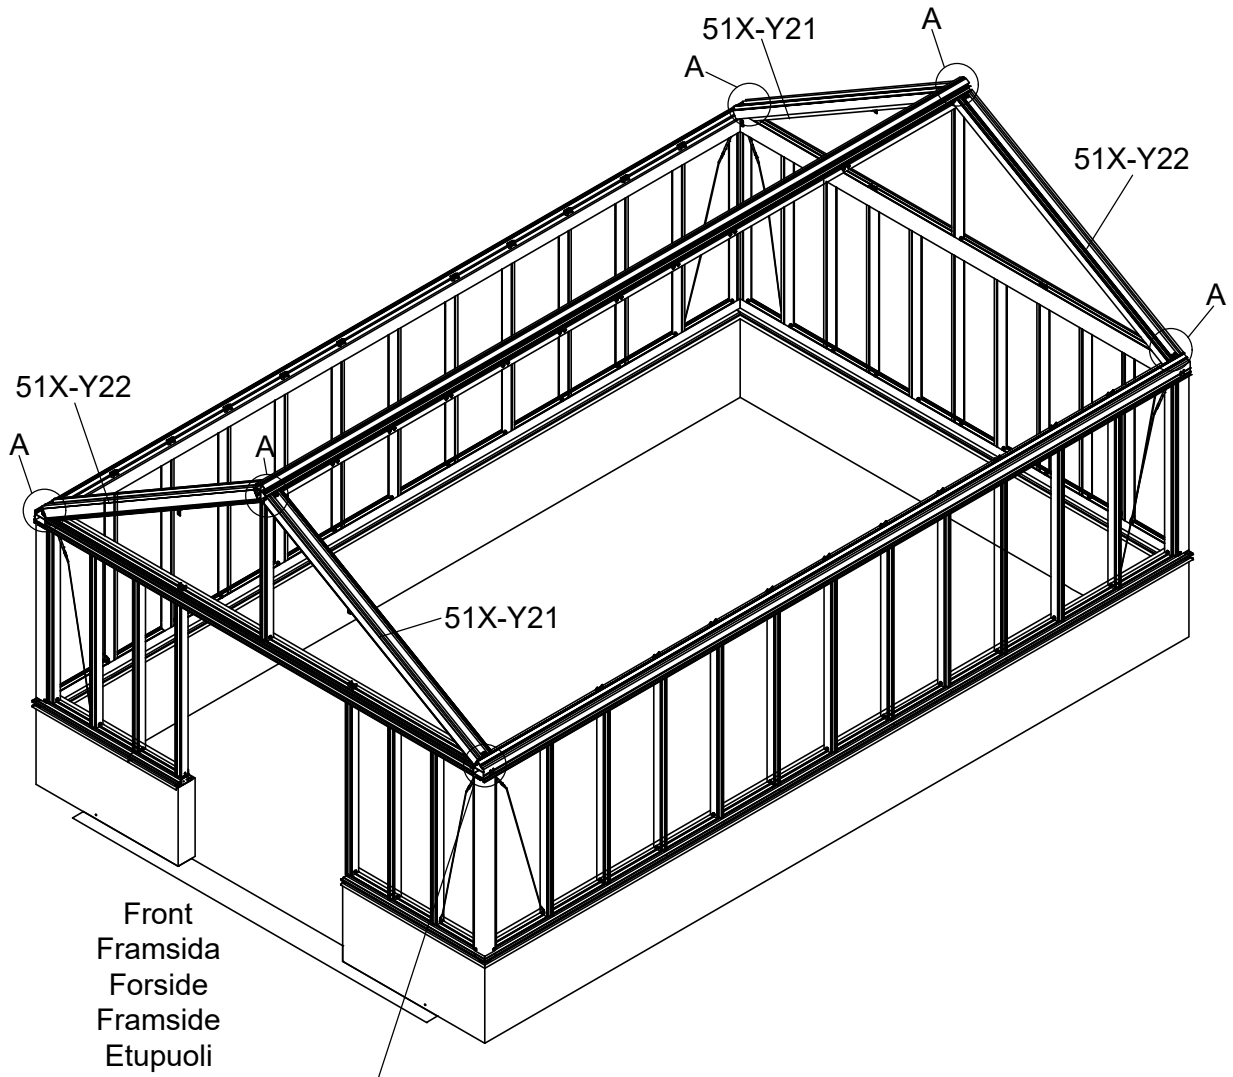 51X-Y21
A
A
51X-Y22
A
51X-Y22
A
A
51X-Y21
Front
Framsida
Forside
Framside
Etupuoli